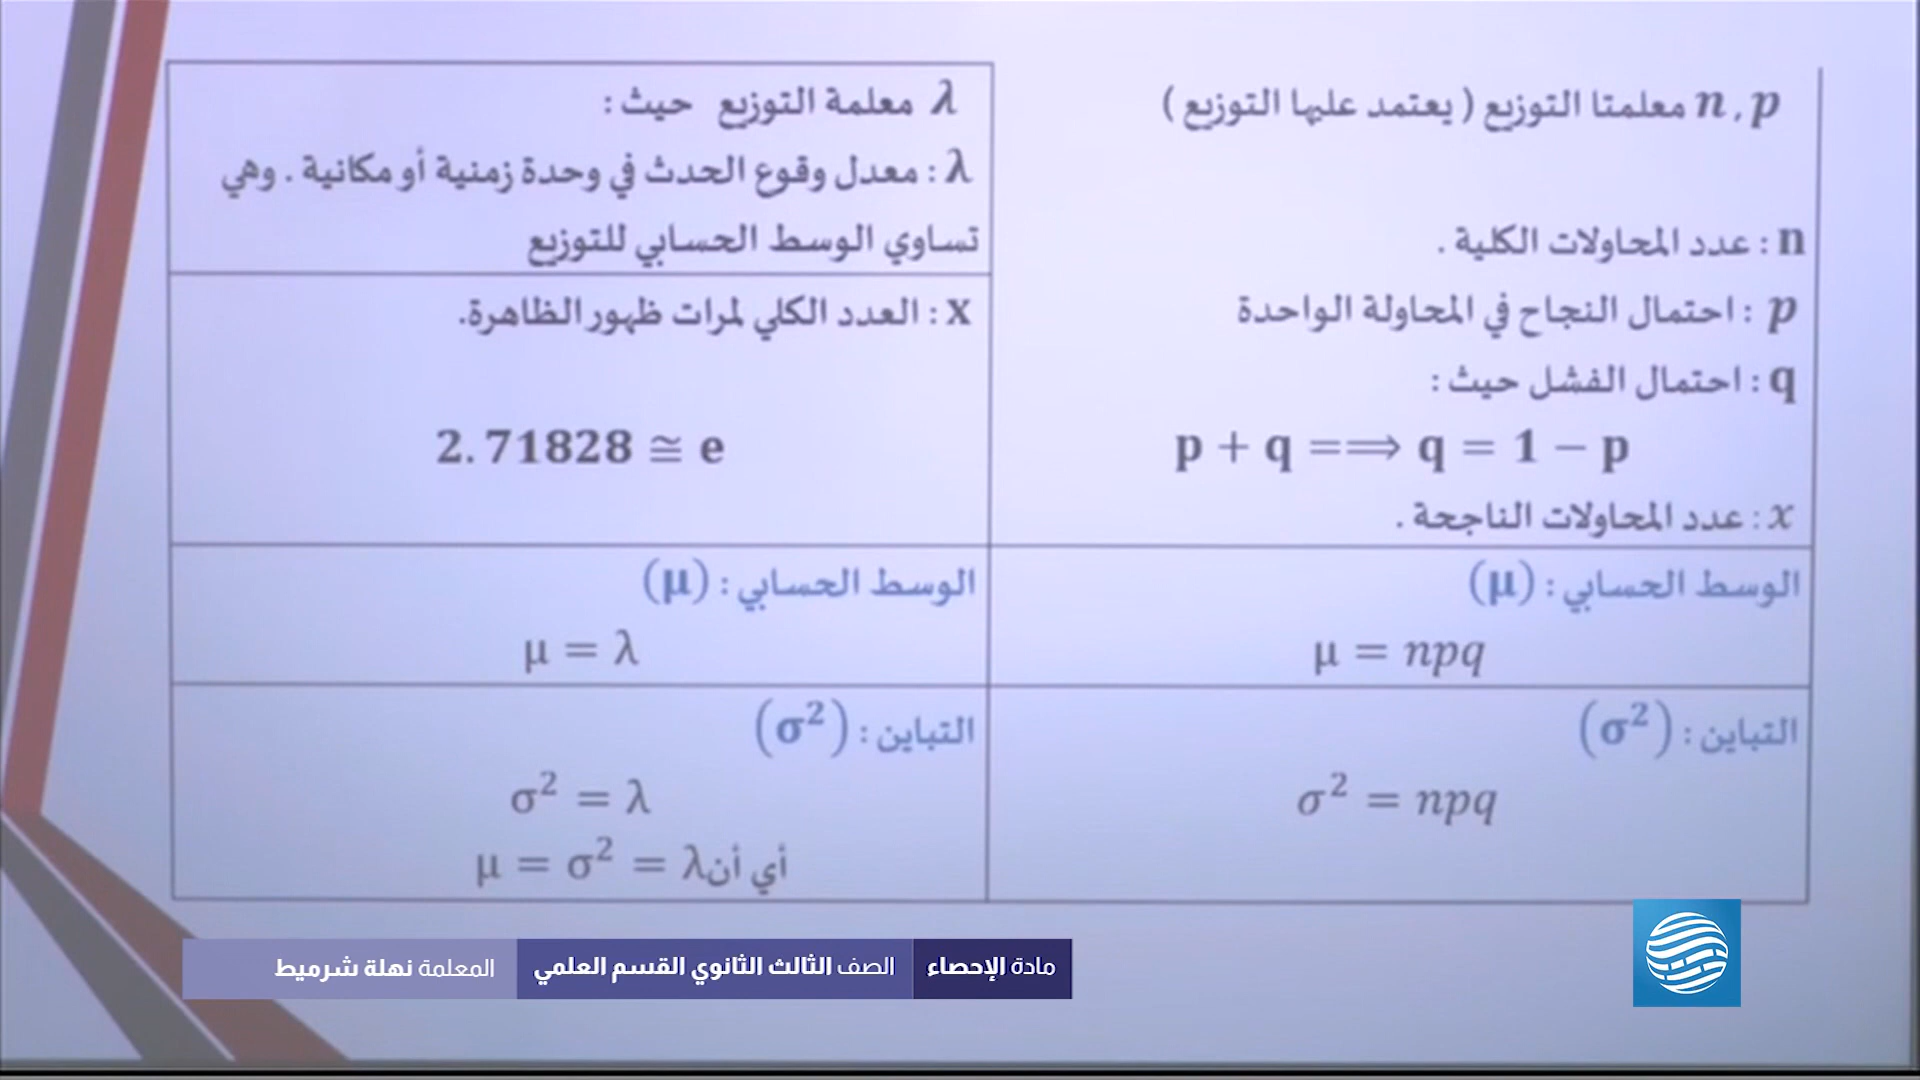 n , p معلمتا التوزيع ( يعتمد عليها التوزيع )
n : عدد المحاولات الكلية .
p : احتمال النجاح في المحاولة الواحدة
q : احتمال الفشل حيث :
p + q ==⟹ q = 1 − p
x : عدد المحاولات الناجحة .
λ معلمة التوزيع حيث :
λ : معدل وقوع الحدث في وحدة زمنية أو مكانية . وهي
تساوي الوسط الحسابي للتوزيع
x : العدد الكلي لمرات ظهور الظاهرة.
2.71828 ≅ e
الوسط الحسابي : (μ)
μ = npq
الوسط الحسابي : (μ)
μ = λ
التباين : (σ²)
σ² = npq
التباين : (σ²)
σ² = λ
أي أن μ = σ² = λ
مادة الإحصاء
الصف الثالث الثانوي القسم العلمي
المعلمة نهلة شرميط